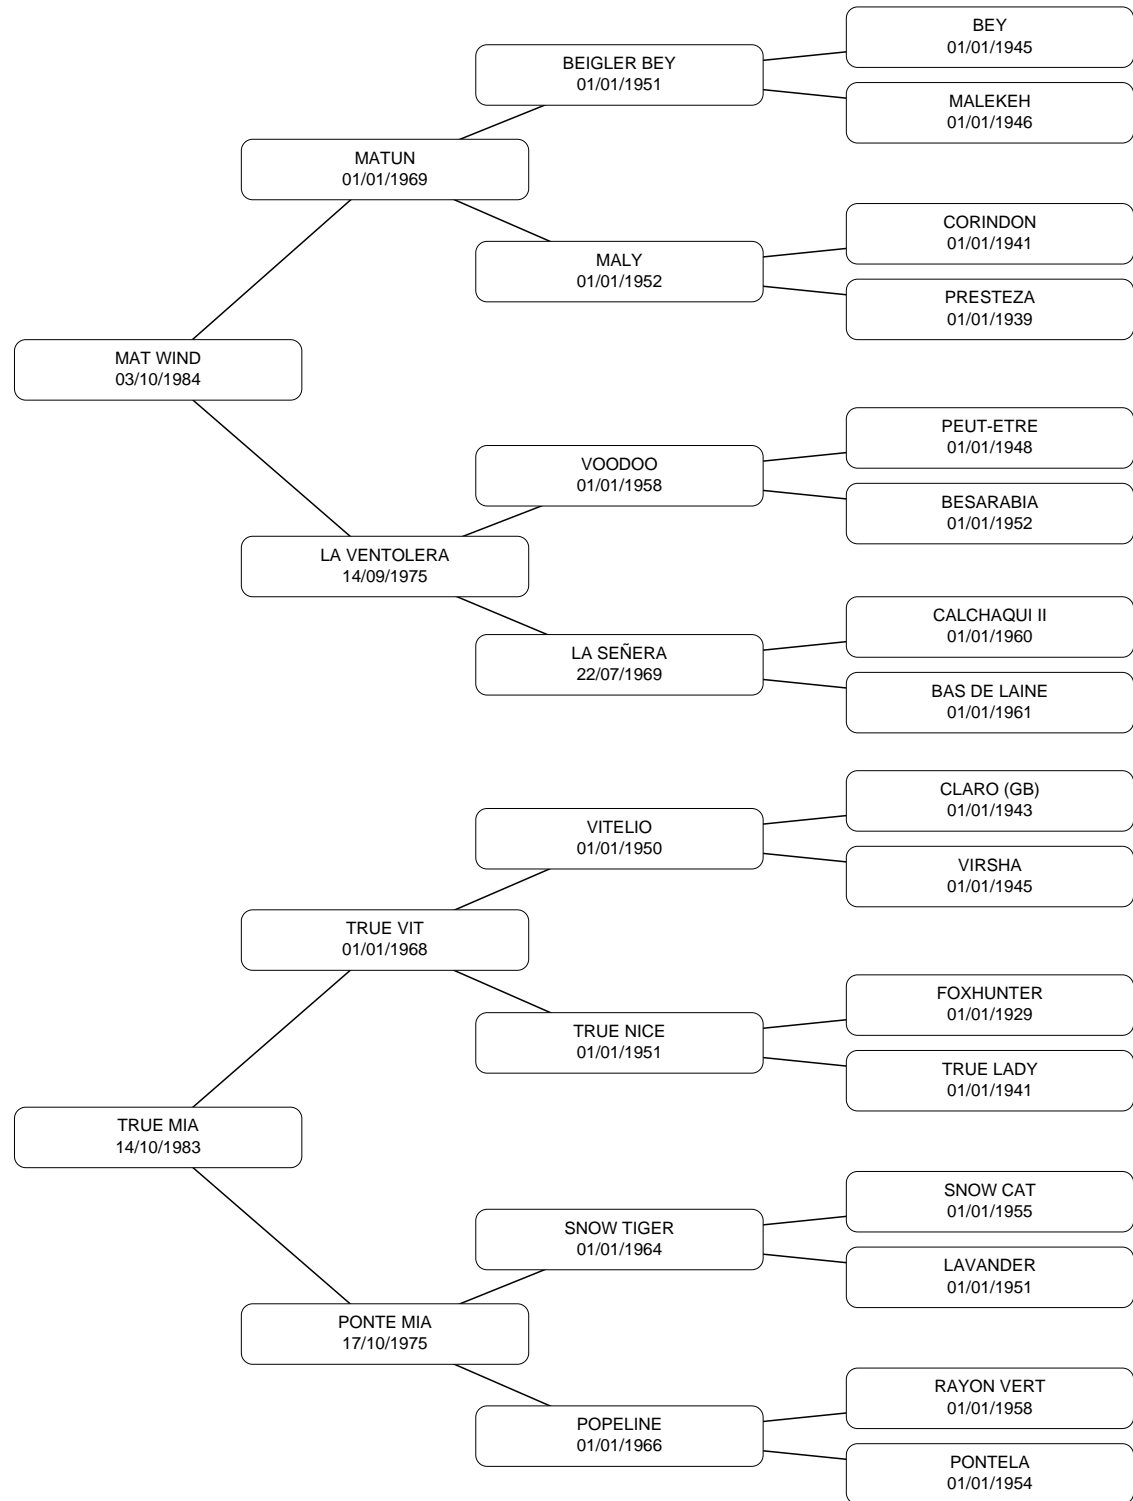 BEY
01/01/1945
BEIGLER BEY
01/01/1951
MALEKEH
01/01/1946
MATUN
01/01/1969
CORINDON
01/01/1941
MALY
01/01/1952
PRESTEZA
01/01/1939
MAT WIND
03/10/1984
PEUT-ETRE
01/01/1948
VOODOO
01/01/1958
BESARABIA
01/01/1952
LA VENTOLERA
14/09/1975
CALCHAQUI II
01/01/1960
LA SEÑERA
22/07/1969
BAS DE LAINE
01/01/1961
CLARO (GB)
01/01/1943
VITELIO
01/01/1950
VIRSHA
01/01/1945
TRUE VIT
01/01/1968
FOXHUNTER
01/01/1929
TRUE NICE
01/01/1951
TRUE LADY
01/01/1941
TRUE MIA
14/10/1983
SNOW CAT
01/01/1955
SNOW TIGER
01/01/1964
LAVANDER
01/01/1951
PONTE MIA
17/10/1975
RAYON VERT
01/01/1958
POPELINE
01/01/1966
PONTELA
01/01/1954